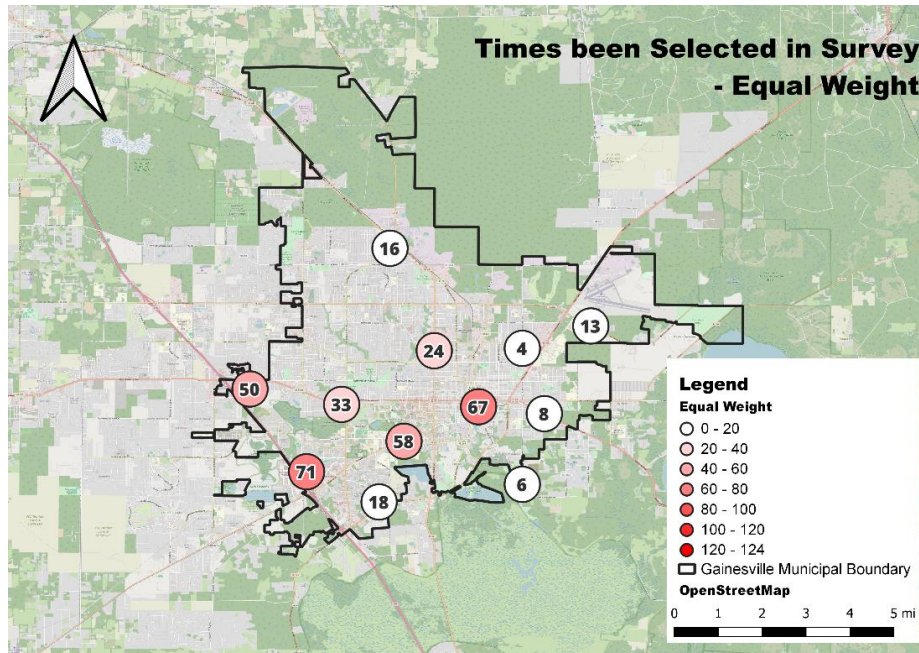 Times been Selected in Survey
- Equal Weight
16
13
24
4
50
33
67
8
58
71
18
6
Legend
Equal Weight
0 - 20
20 - 40
40 - 60
60 - 80
80 - 100
100 - 120
120 - 124
Gainesville Municipal Boundary
OpenStreetMap
0 1 2 3 4 5 mi